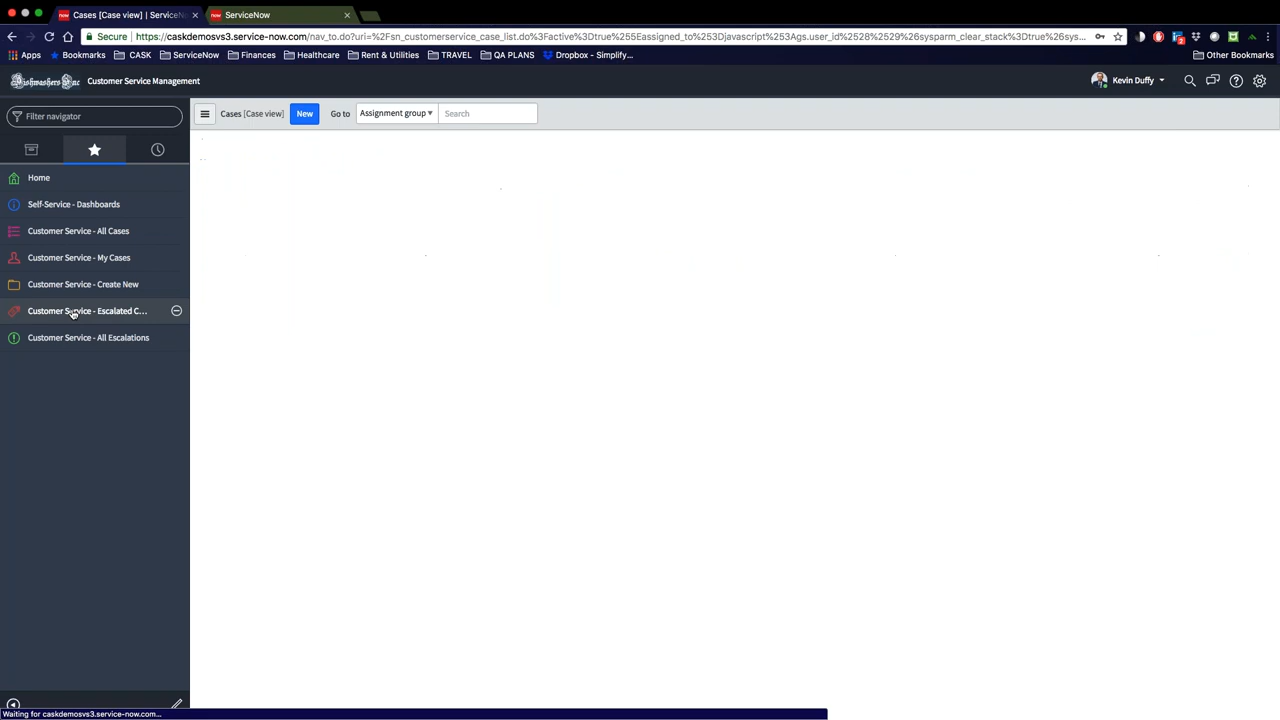 Cases [Case view] | ServiceN
ServiceNow
Secure | https://caskdemosvs3.service-now.com/nav_to.do?uri=%2Fsn_customerservice_case_list.do%3Factive%3Dtrue%255Eassigned_to%253Djavascript%253Ags.user_id%2528%2529%26sysparm_clear_stack%3Dtrue%26sys...
Apps Bookmarks CASK ServiceNow Finances Healthcare Rent & Utilities TRAVEL QA PLANS Dropbox - Simplify... Other Bookmarks
Customer Service Management Kevin Duffy
Filter navigator
Cases [Case view] New Go to Assignment group Search
Home
Self-Service - Dashboards
Customer Service - All Cases
Customer Service - My Cases
Customer Service - Create New
Customer Service - Escalated C...
Customer Service - All Escalations
Waiting for caskdemosvs3.service-now.com...